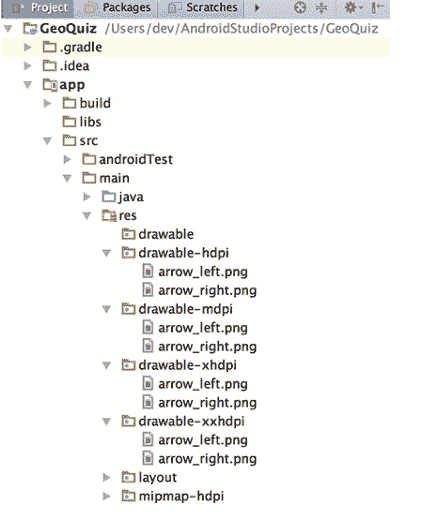 Project Packages Scratches
GeoQuiz /Users/dev/AndroidStudioProjects/GeoQuiz
.gradle
.idea
app
build
libs
src
androidTest
main
java
res
drawable
drawable-hdpi
arrow_left.png
arrow_right.png
drawable-mdpi
arrow_left.png
arrow_right.png
drawable-xhdpi
arrow_left.png
arrow_right.png
drawable-xxhdpi
arrow_left.png
arrow_right.png
layout
mipmap-hdpi